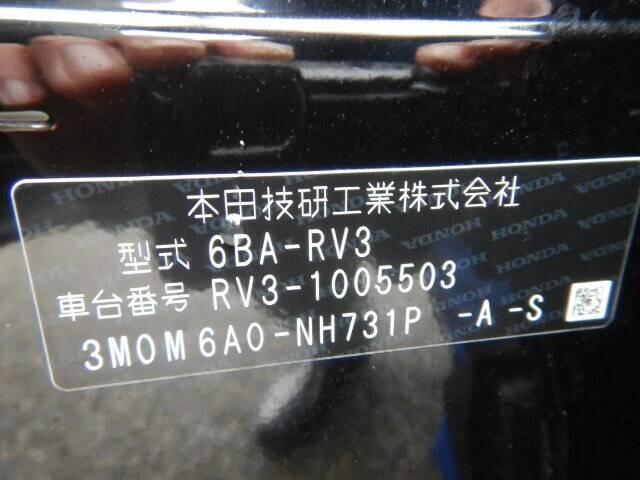 本田技研工業株式会社
型式 6BA-RV3
車台番号 RV3-1005503
3M0M6A0-NH731P -A-S